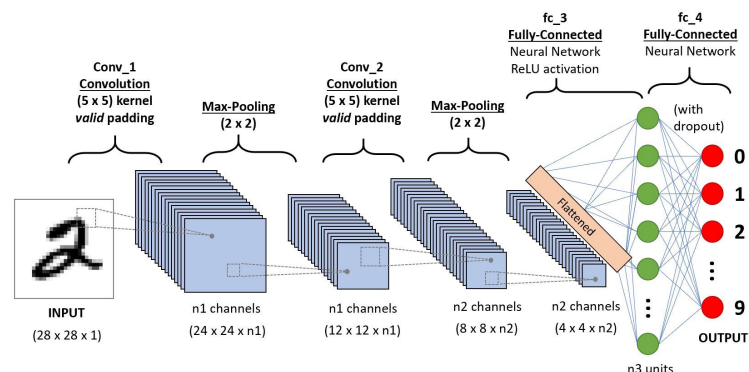 fc_3
Fully-Connected
Neural Network
ReLU activation
fc_4
Fully-Connected
Neural Network
Conv_1
Convolution
(5 x 5) kernel
valid padding
Max-Pooling
(2 x 2)
Conv_2
Convolution
(5 x 5) kernel
valid padding
Max-Pooling
(2 x 2)
(with
dropout)
2
Flattened
0
1
2
9
INPUT
(28 x 28 x 1)
n1 channels
(24 x 24 x n1)
n1 channels
(12 x 12 x n1)
n2 channels
(8 x 8 x n2)
n2 channels
(4 x 4 x n2)
OUTPUT
n3 units